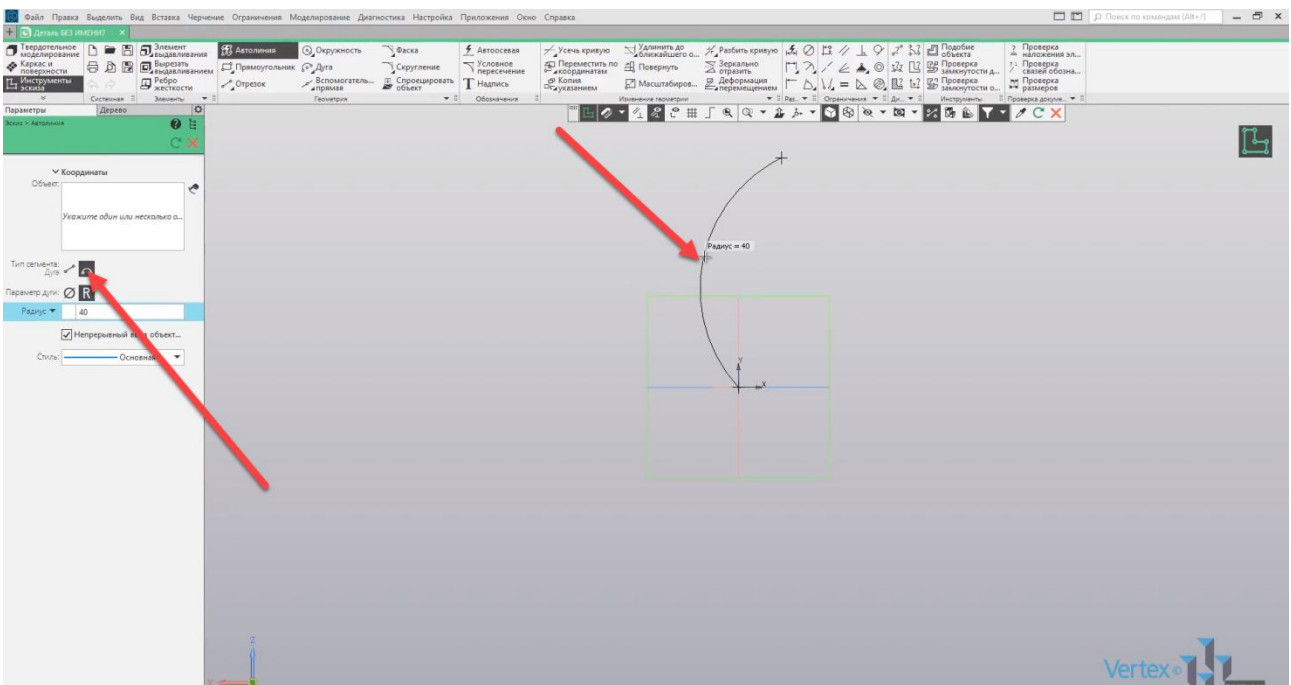 Файл Правка Выделить Вид Вставка Черчение Ограничения Моделирование Диагностика Настройка Приложения Окно Справка
Поиск по командам (Alt+/)
Деталь БЕЗ ИМЕНИ7
Твердотельное моделирование
Каркас и поверхности
Инструменты эскиза
Системная
Элемент выдавливания
Вырезать выдавливанием
Ребро жесткости
Элементы
Автолиния
Прямоугольник
Отрезок
Окружность
Дуга
Вспомогатель... прямая
Фаска
Скругление
Спроецировать объект
Геометрия
Автоосевая
Условное пересечение
Надпись
Обозначения
Усечь кривую
Переместить по координатам
Копия указанием
Удлинить до ближайшего о...
Повернуть
Масштабиров...
Разбить кривую
Зеркально отразить
Деформация перемещением
Изменение геометрии
Раз...
Ограничения
Ди...
Подобие объекта
Проверка замкнутости д...
Проверка замкнутости о...
Инструменты
Проверка наложения эл...
Проверка связей обозна...
Проверка размеров
Проверка докуме...
Параметры
Дерево
Эскиз > Автолиния
Координаты
Объект:
Укажите один или несколько о...
Тип сегмента:
Дуга
Параметр дуги:
R
Радиус
40
Непрерывный
объект...
Стиль:
Основная
Радиус = 40
Y
X
Z
X
Vertex